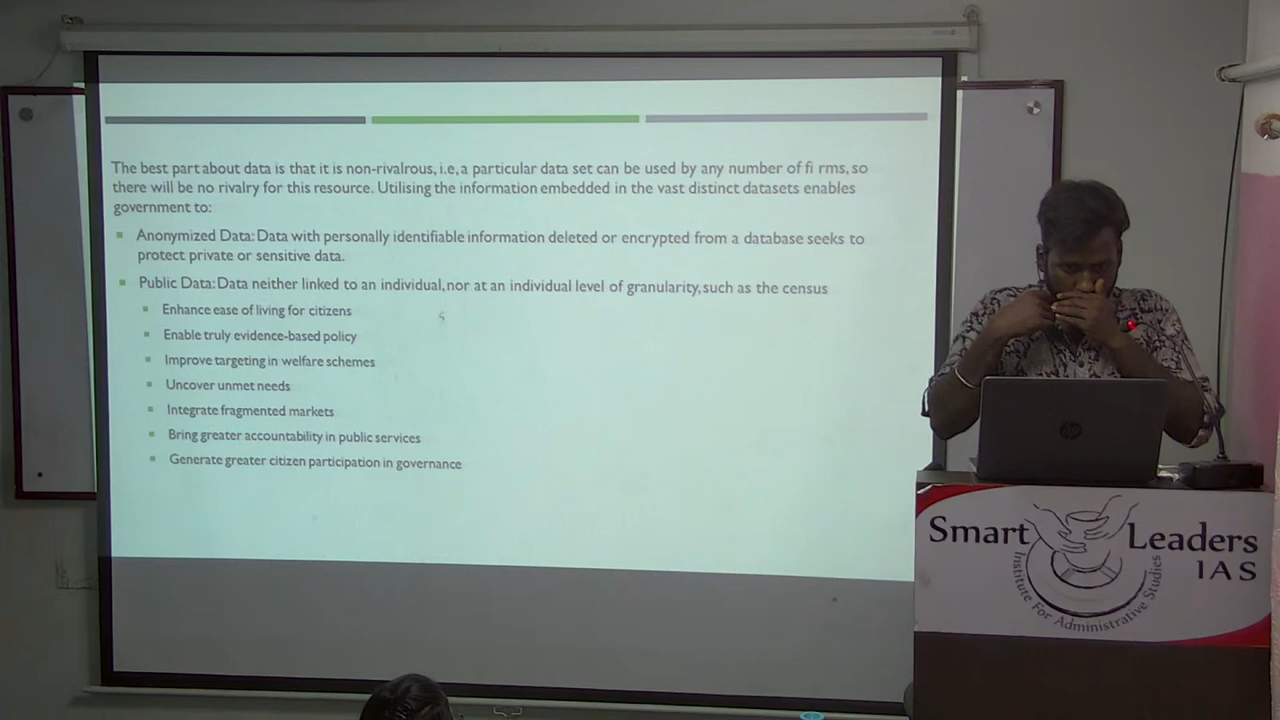 The best part about data is that it is non-rivalrous, i.e, a particular data set can be used by any number of fi rms, so
there will be no rivalry for this resource. Utilising the information embedded in the vast distinct datasets enables
government to:
Anonymized Data: Data with personally identifiable information deleted or encrypted from a database seeks to
protect private or sensitive data.
Public Data: Data neither linked to an individual, nor at an individual level of granularity, such as the census
Enhance ease of living for citizens
Enable truly evidence-based policy
Improve targeting in welfare schemes
Uncover unmet needs
Integrate fragmented markets
Bring greater accountability in public services
Generate greater citizen participation in governance
hp
Smart Leaders
IAS
Institute For Administrative Studies